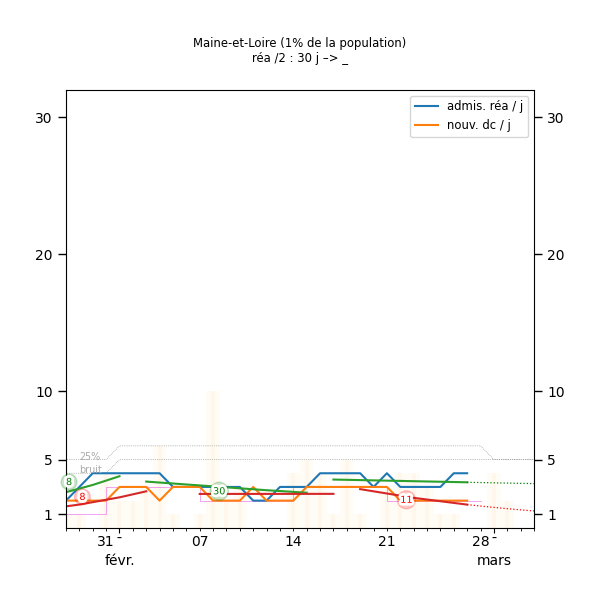 Maine-et-Loire (1% de la population)
réa /2 : 30 j –> _
admis. réa / j
nouv. dc / j
30 30
20 20
10 10
5 5
1 1
25%
bruit
8
8
30
-11
31 - 07 14 21 28 -
févr. mars